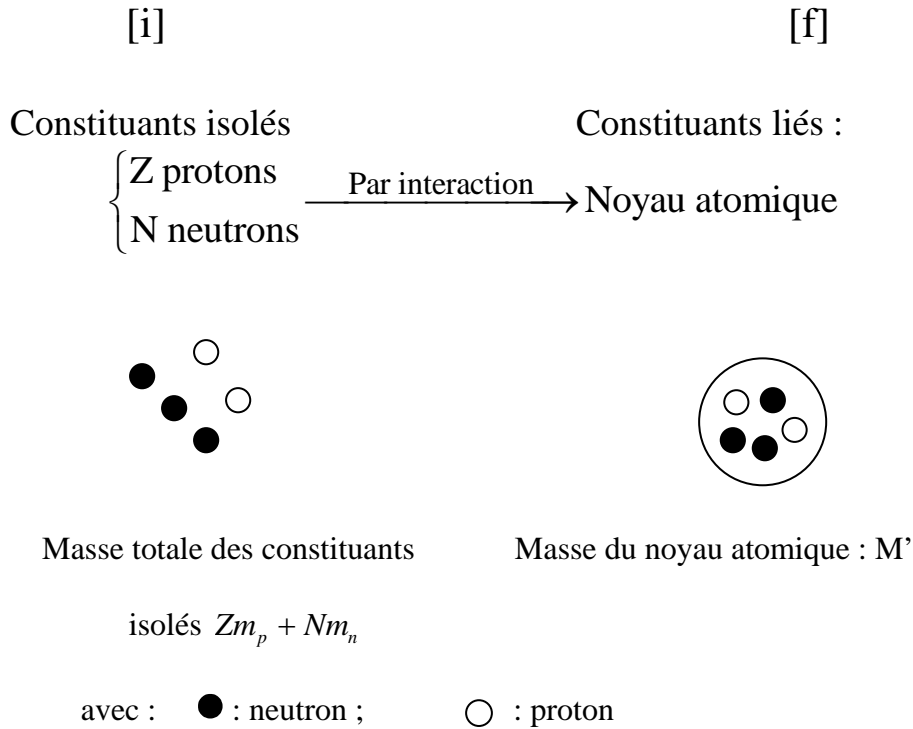 [i] [f]
Constituants isolés Constituants liés :
{ Z protons
Par interaction
N neutrons
Noyau atomique
Masse totale des constituants Masse du noyau atomique : M’
isolés Zm_p + Nm_n
avec : : neutron ; : proton